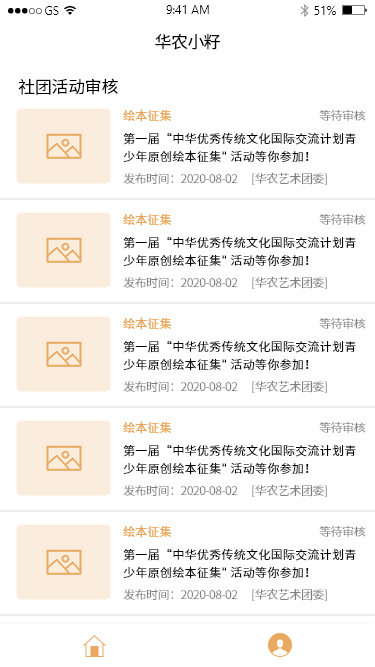 GS 9:41 AM 51%
华农小籽
社团活动审核
绘本征集 等待审核
第一届“中华优秀传统文化国际交流计划青
少年原创绘本征集" 活动等你参加！
发布时间：2020-08-02 [华农艺术团委]
绘本征集 等待审核
第一届“中华优秀传统文化国际交流计划青
少年原创绘本征集" 活动等你参加！
发布时间：2020-08-02 [华农艺术团委]
绘本征集 等待审核
第一届“中华优秀传统文化国际交流计划青
少年原创绘本征集" 活动等你参加！
发布时间：2020-08-02 [华农艺术团委]
绘本征集 等待审核
第一届“中华优秀传统文化国际交流计划青
少年原创绘本征集" 活动等你参加！
发布时间：2020-08-02 [华农艺术团委]
绘本征集 等待审核
第一届“中华优秀传统文化国际交流计划青
少年原创绘本征集" 活动等你参加！
发布时间：2020-08-02 [华农艺术团委]